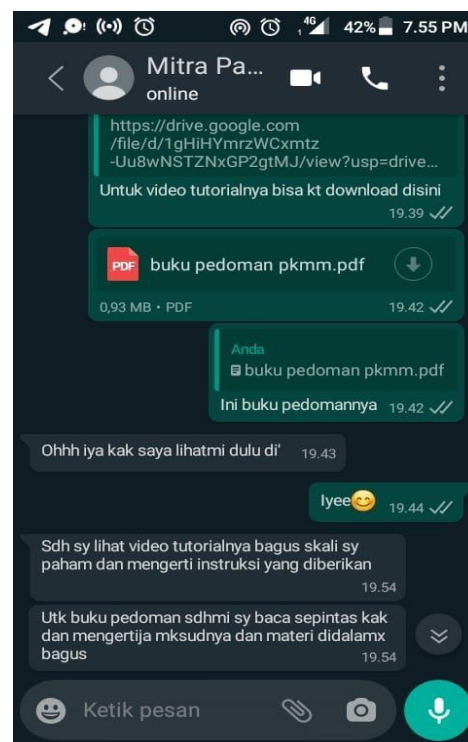 4G 42% 7.55 PM
Mitra Pa...
online
https://drive.google.com
/file/d/1gHiHYmrzWCxmtz
-Uu8wNSTZNxGP2gtMJ/view?usp=drive...
Untuk video tutorialnya bisa kt download disini
19.39
PDF buku pedoman pkmm.pdf
0,93 MB • PDF 19.42
Anda
buku pedoman pkmm.pdf
Ini buku pedomannya 19.42
Ohhh iya kak saya lihatmi dulu di' 19.43
Iyee😊 19.44
Sdh sy lihat video tutorialnya bagus skali sy
paham dan mengerti instruksi yang diberikan
19.54
Utk buku pedoman sdhmi sy baca sepintas kak
dan mengertija mksudnya dan materi didalamx
bagus 19.54
Ketik pesan